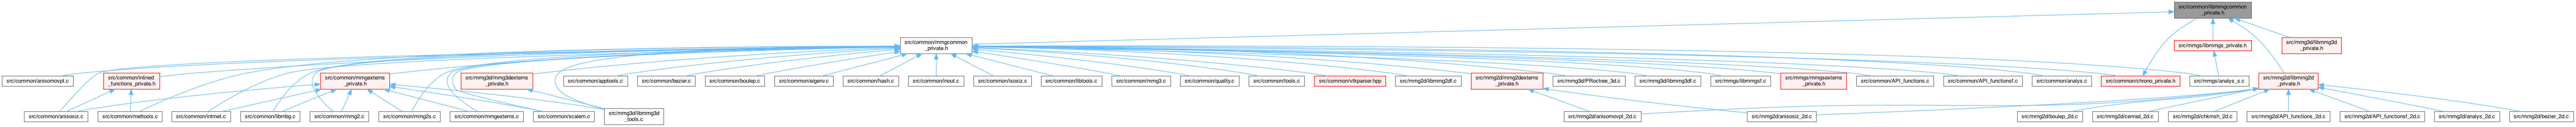 src/common/libmmgcommon
_private.h
src/common/mmgcommon
_private.h
src/mmgs/libmmgs_private.h
src/mmg3d/libmmg3d
_private.h
src/common/anisomovpt.c
src/common/inlined
_functions_private.h
src/common/mmgexterns
_private.h
src/mmg3d/mmg3dexterns
_private.h
src/common/apptools.c
src/common/bezier.c
src/common/boulep.c
src/common/eigenv.c
src/common/hash.c
src/common/inout.c
src/common/isosiz.c
src/common/libtools.c
src/common/mmg3.c
src/common/quality.c
src/common/tools.c
src/common/vtkparser.hpp
src/mmg2d/libmmg2df.c
src/mmg2d/mmg2dexterns
_private.h
src/mmg3d/PRoctree_3d.c
src/mmg3d/libmmg3df.c
src/mmgs/libmmgsf.c
src/mmgs/mmgsexterns
_private.h
src/common/API_functions.c
src/common/API_functionsf.c
src/common/analys.c
src/common/chrono_private.h
src/mmgs/analys_s.c
src/mmg2d/libmmg2d
_private.h
src/common/anisosiz.c
src/common/mettools.c
src/common/intmet.c
src/common/libmbg.c
src/common/mmg2.c
src/common/mmg2s.c
src/common/mmgexterns.c
src/common/scalem.c
src/mmg3d/libmmg3d
_tools.c
src/mmg2d/anisomovpt_2d.c
src/mmg2d/anisosiz_2d.c
src/mmg2d/boulep_2d.c
src/mmg2d/cenrad_2d.c
src/mmg2d/chkmsh_2d.c
src/mmg2d/API_functions_2d.c
src/mmg2d/API_functionsf_2d.c
src/mmg2d/analys_2d.c
src/mmg2d/bezier_2d.c